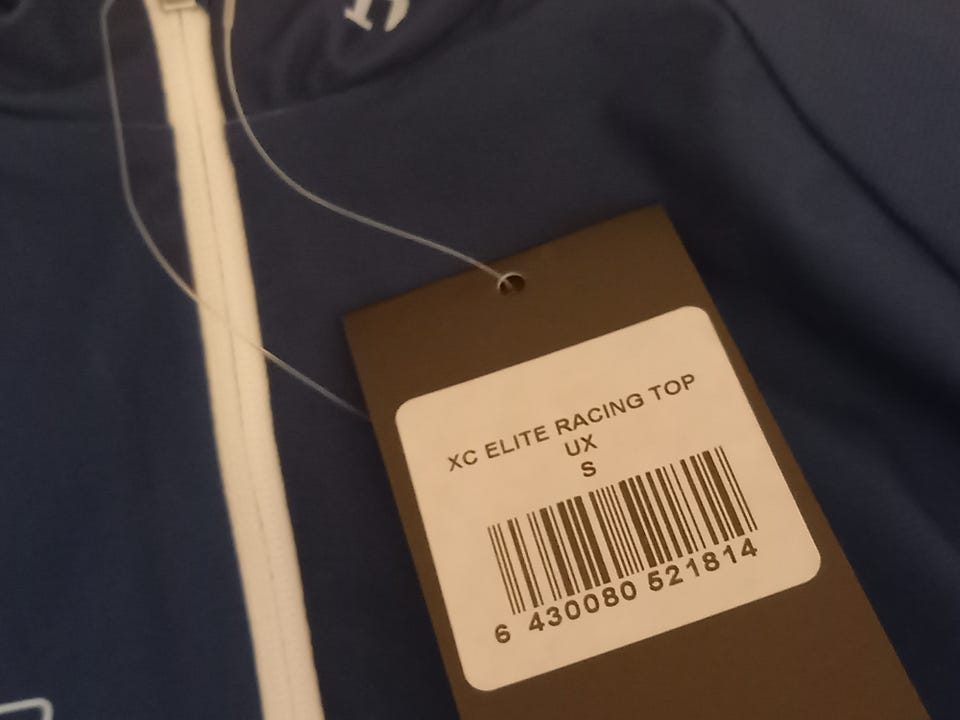 XC ELITE RACING TOP
UX
S
6 430080 521814